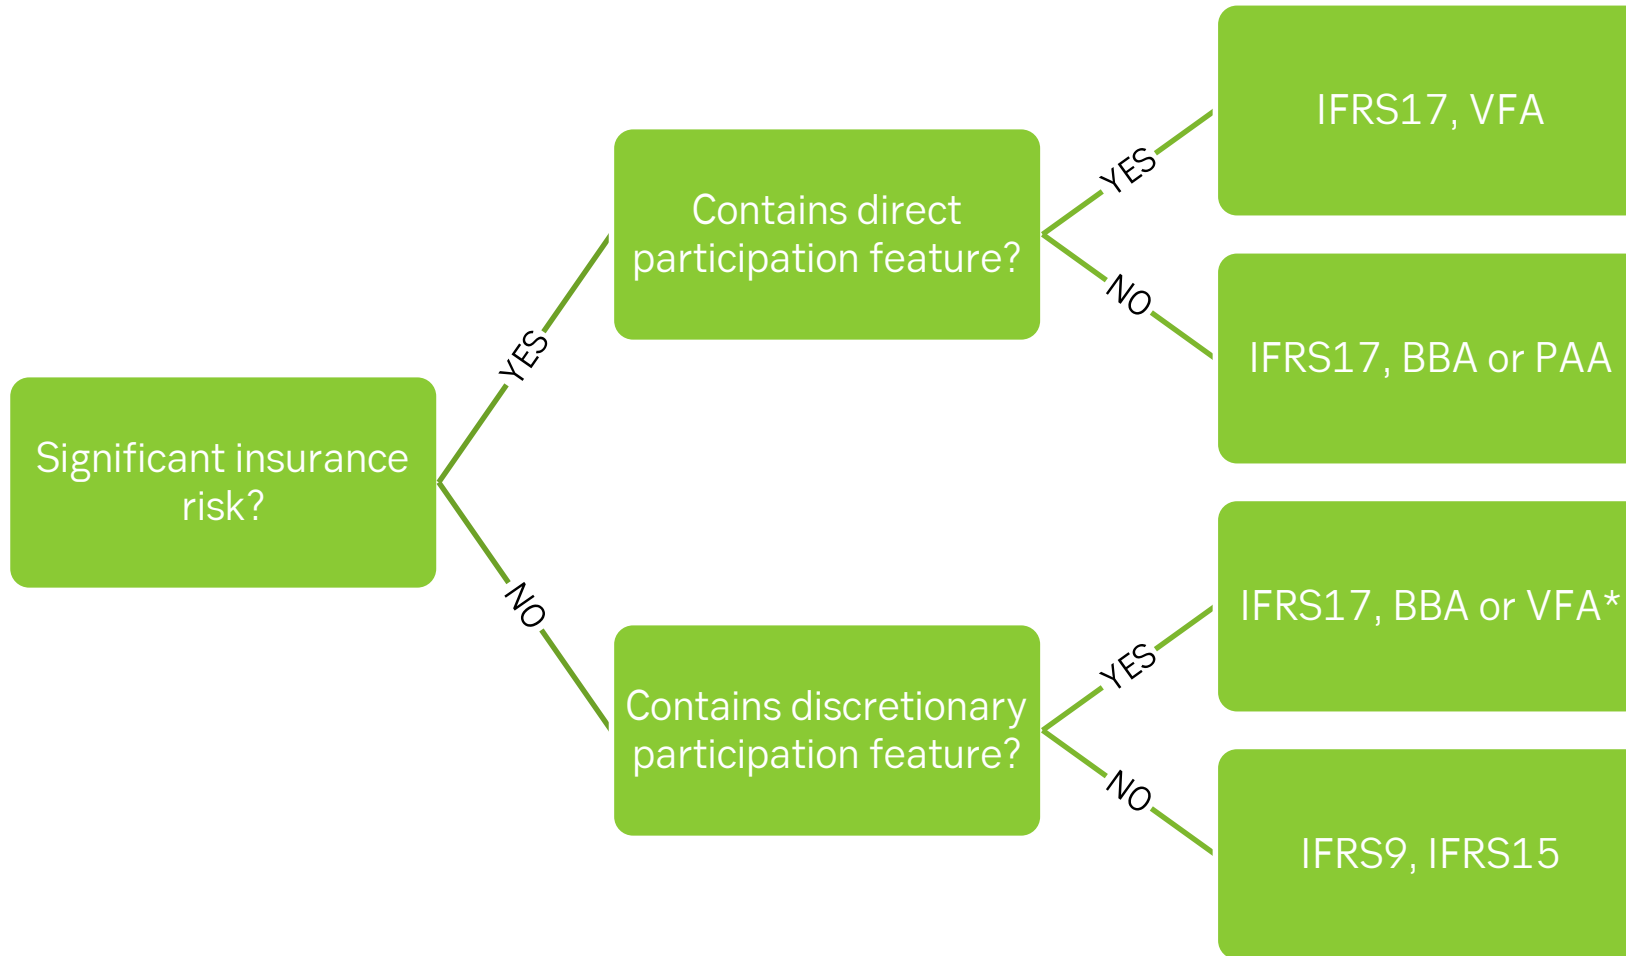 Significant insurance
risk?
YES
NO
Contains direct
participation feature?
YES
NO
Contains discretionary
participation feature?
YES
NO
IFRS17, VFA
IFRS17, BBA or PAA
IFRS17, BBA or VFA*
IFRS9, IFRS15